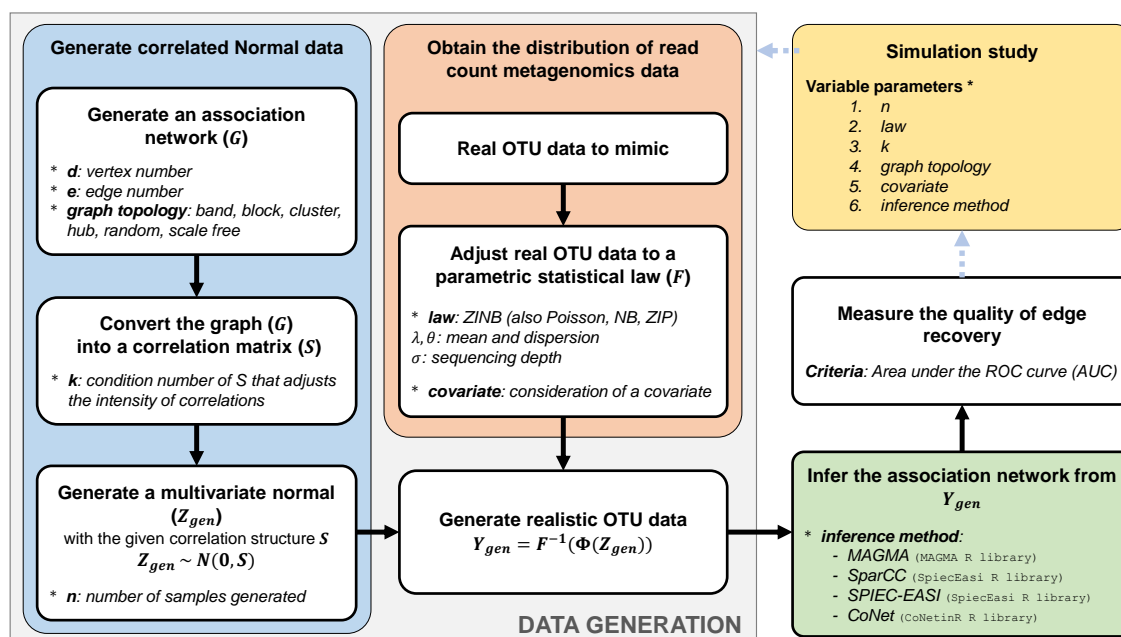 Generate correlated Normal data
Generate an association
network (G)
* d: vertex number
* e: edge number
* graph topology: band, block, cluster,
hub, random, scale free
Convert the graph (G)
into a correlation matrix (S)
* k: condition number of S that adjusts
the intensity of correlations
Generate a multivariate normal
(Z_gen)
with the given correlation structure S
Z_gen ~ N(0, S)
* n: number of samples generated
Obtain the distribution of read
count metagenomics data
Real OTU data to mimic
Adjust real OTU data to a
parametric statistical law (F)
* law: ZINB (also Poisson, NB, ZIP)
λ, θ: mean and dispersion
σ: sequencing depth
* covariate: consideration of a covariate
Generate realistic OTU data
Y_gen = F⁻¹(Φ(Z_gen))
DATA GENERATION
Simulation study
Variable parameters *
1. n
2. law
3. k
4. graph topology
5. covariate
6. inference method
Measure the quality of edge
recovery
Criteria: Area under the ROC curve (AUC)
Infer the association network from
Y_gen
* inference method:
- MAGMA (MAGMA R library)
- SparCC (SpiecEasi R library)
- SPIEC-EASI (SpiecEasi R library)
- CoNet (CoNetinR R library)